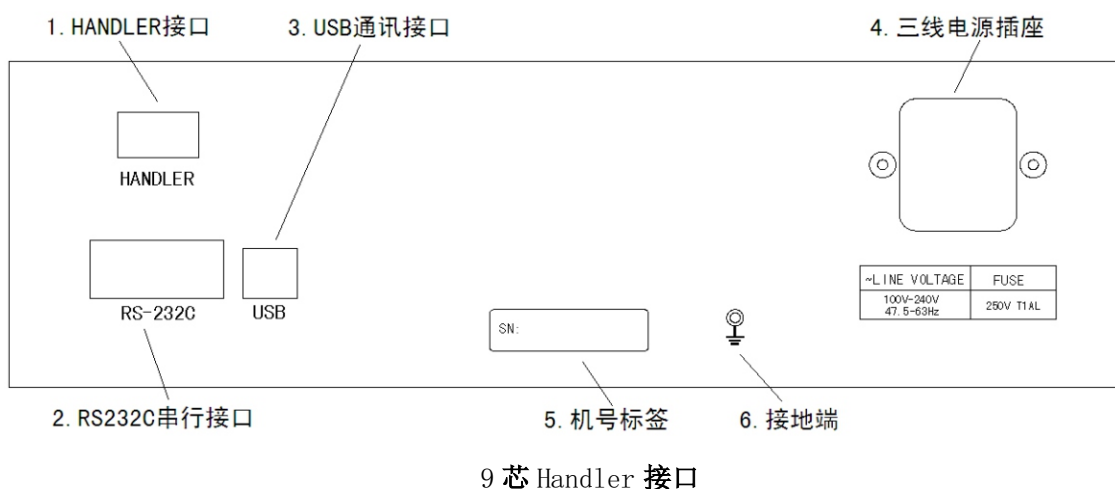 1. HANDLER接口
3. USB通讯接口
4. 三线电源插座
HANDLER
RS-232C
USB
~LINE VOLTAGE
FUSE
100V-240V
47.5-63Hz
250V T1AL
SN:
2. RS232C串行接口
5. 机号标签
6. 接地端
9 芯 Handler 接口